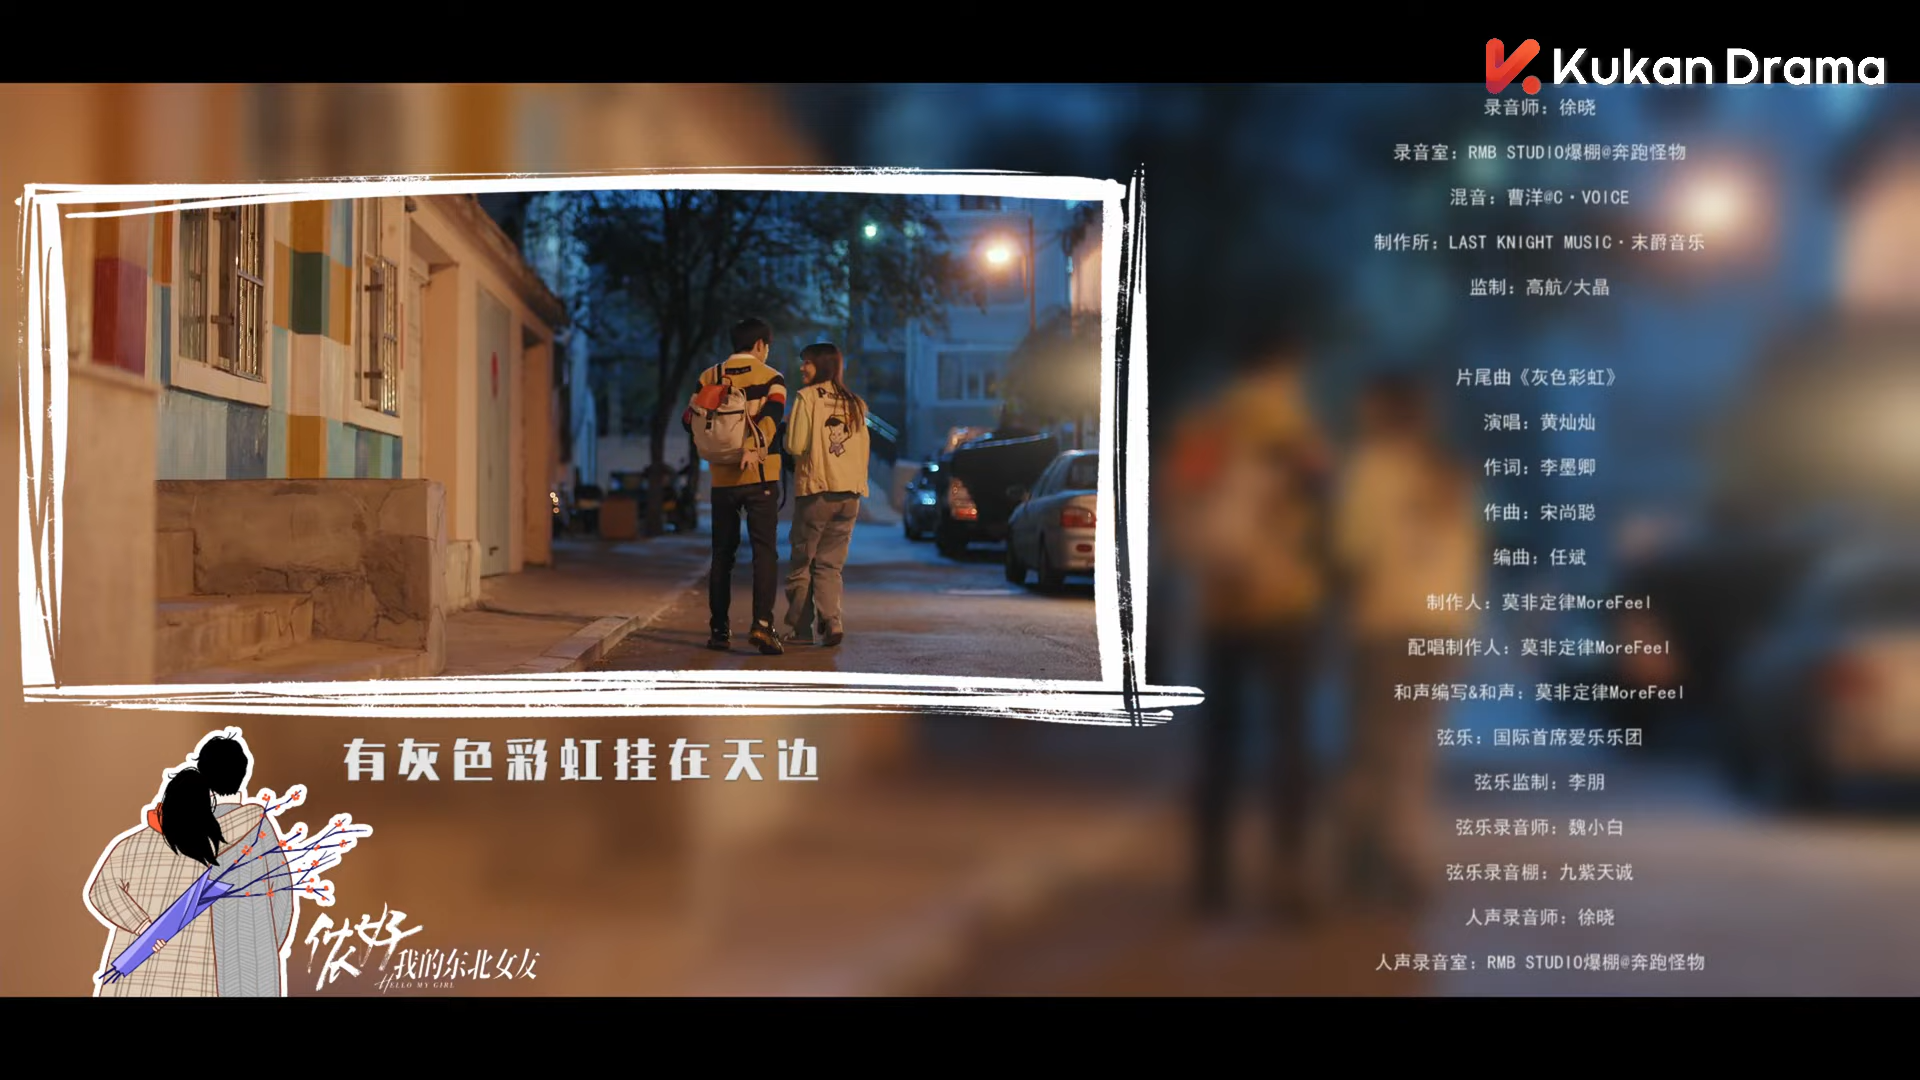 Kukan Drama
录音师：徐晓
录音室：RMB STUDIO爆棚@奔跑怪物
混音：曹洋@C·VOICE
制作所：LAST KNIGHT MUSIC·末爵音乐
监制：高航/大晶
片尾曲《灰色彩虹》
演唱：黄灿灿
作词：李墨卿
作曲：宋尚聪
编曲：任斌
制作人：莫非定律MoreFeel
配唱制作人：莫非定律MoreFeel
和声编写&和声：莫非定律MoreFeel
弦乐：国际首席爱乐乐团
弦乐监制：李朋
弦乐录音师：魏小白
弦乐录音棚：九紫天诚
人声录音师：徐晓
人声录音室：RMB STUDIO爆棚@奔跑怪物
有灰色彩虹挂在天边
侬好
我的东北女友
HELLO MY GIRL